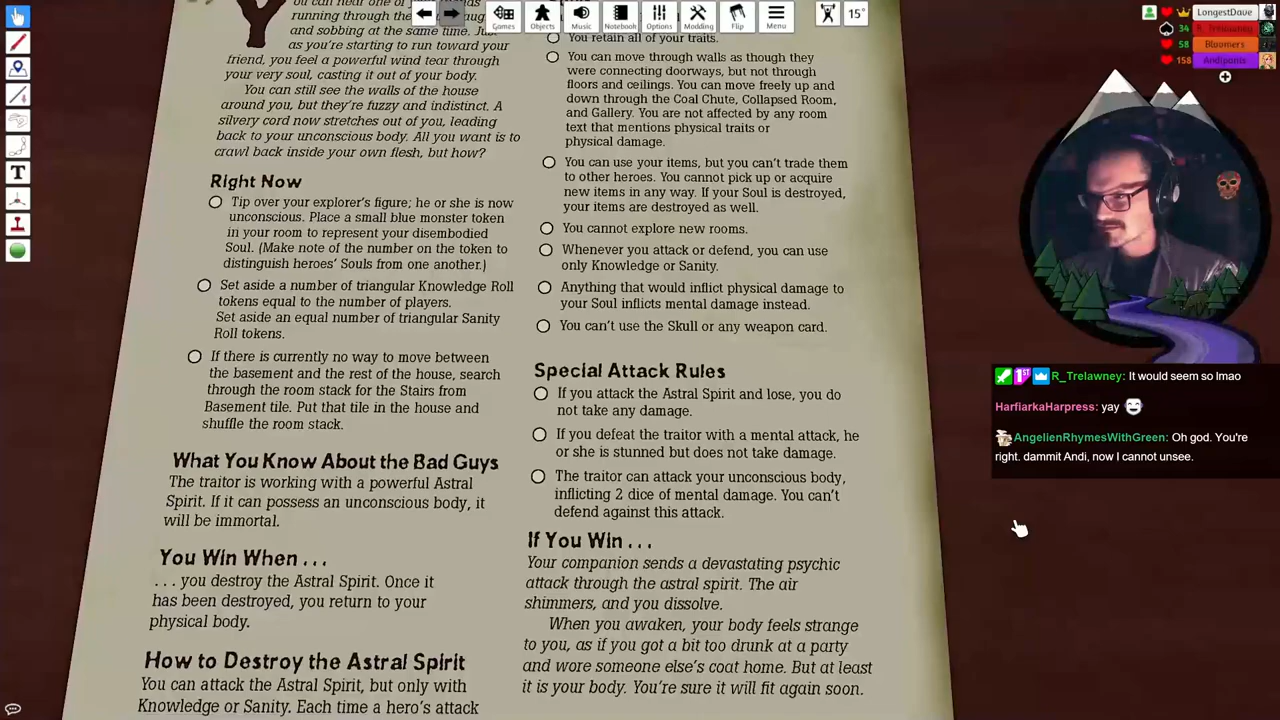 Games
Objects
Music
Notebook
Options
Modding
Flip
Menu
15°
LongestDave
34 R_Trelawney
58 Bloomers
158 Andipants
running through the
and sobbing at the same time.
as you're starting to run toward your
friend, you feel a powerful wind tear through
your very soul, casting it out of your body.
You can still see the walls of the house
around you, but they're fuzzy and indistinct. A
silvery cord now stretches out of you, leading
back to your unconscious body. All you want is to
crawl back inside your own flesh, but how?
Right Now
Tip over your explorer's figure; he or she is now
unconscious. Place a small blue monster token
in your room to represent your disembodied
Soul. (Make note of the number on the token to
distinguish heroes' Souls from one another.)
Set aside a number of triangular Knowledge Roll
tokens equal to the number of players.
Set aside an equal number of triangular Sanity
Roll tokens.
If there is currently no way to move between
the basement and the rest of the house, search
through the room stack for the Stairs from
Basement tile. Put that tile in the house and
shuffle the room stack.
What You Know About the Bad Guys
The traitor is working with a powerful Astral
Spirit. If it can possess an unconscious body, it
will be immortal.
You Win When . . .
. . . you destroy the Astral Spirit. Once it
has been destroyed, you return to your
physical body.
How to Destroy the Astral Spirit
You can attack the Astral Spirit, but only with
Knowledge or Sanity. Each time a hero's attack
You retain all of your traits.
You can move through walls as though they
were connecting doorways, but not through
floors and ceilings. You can move freely up and
down through the Coal Chute, Collapsed Room,
and Gallery. You are not affected by any room
text that mentions physical traits or
physical damage.
You can use your items, but you can't trade them
to other heroes. You cannot pick up or acquire
new items in any way. If your Soul is destroyed,
your items are destroyed as well.
You cannot explore new rooms.
Whenever you attack or defend, you can use
only Knowledge or Sanity.
Anything that would inflict physical damage to
your Soul inflicts mental damage instead.
You can't use the Skull or any weapon card.
Special Attack Rules
If you attack the Astral Spirit and lose, you do
not take any damage.
If you defeat the traitor with a mental attack, he
or she is stunned but does not take damage.
The traitor can attack your unconscious body,
inflicting 2 dice of mental damage. You can't
defend against this attack.
If You Win . . .
Your companion sends a devastating psychic
attack through the astral spirit. The air
shimmers, and you dissolve.
When you awaken, your body feels strange
to you, as if you got a bit too drunk at a party
and wore someone else's coat home. But at least
it is your body. You're sure it will fit again soon.
R_Trelawney: It would seem so lmao
HarfiarkaHarpress: yay
AngelienRhymesWithGreen: Oh god. You're
right. dammit Andi, now I cannot unsee.